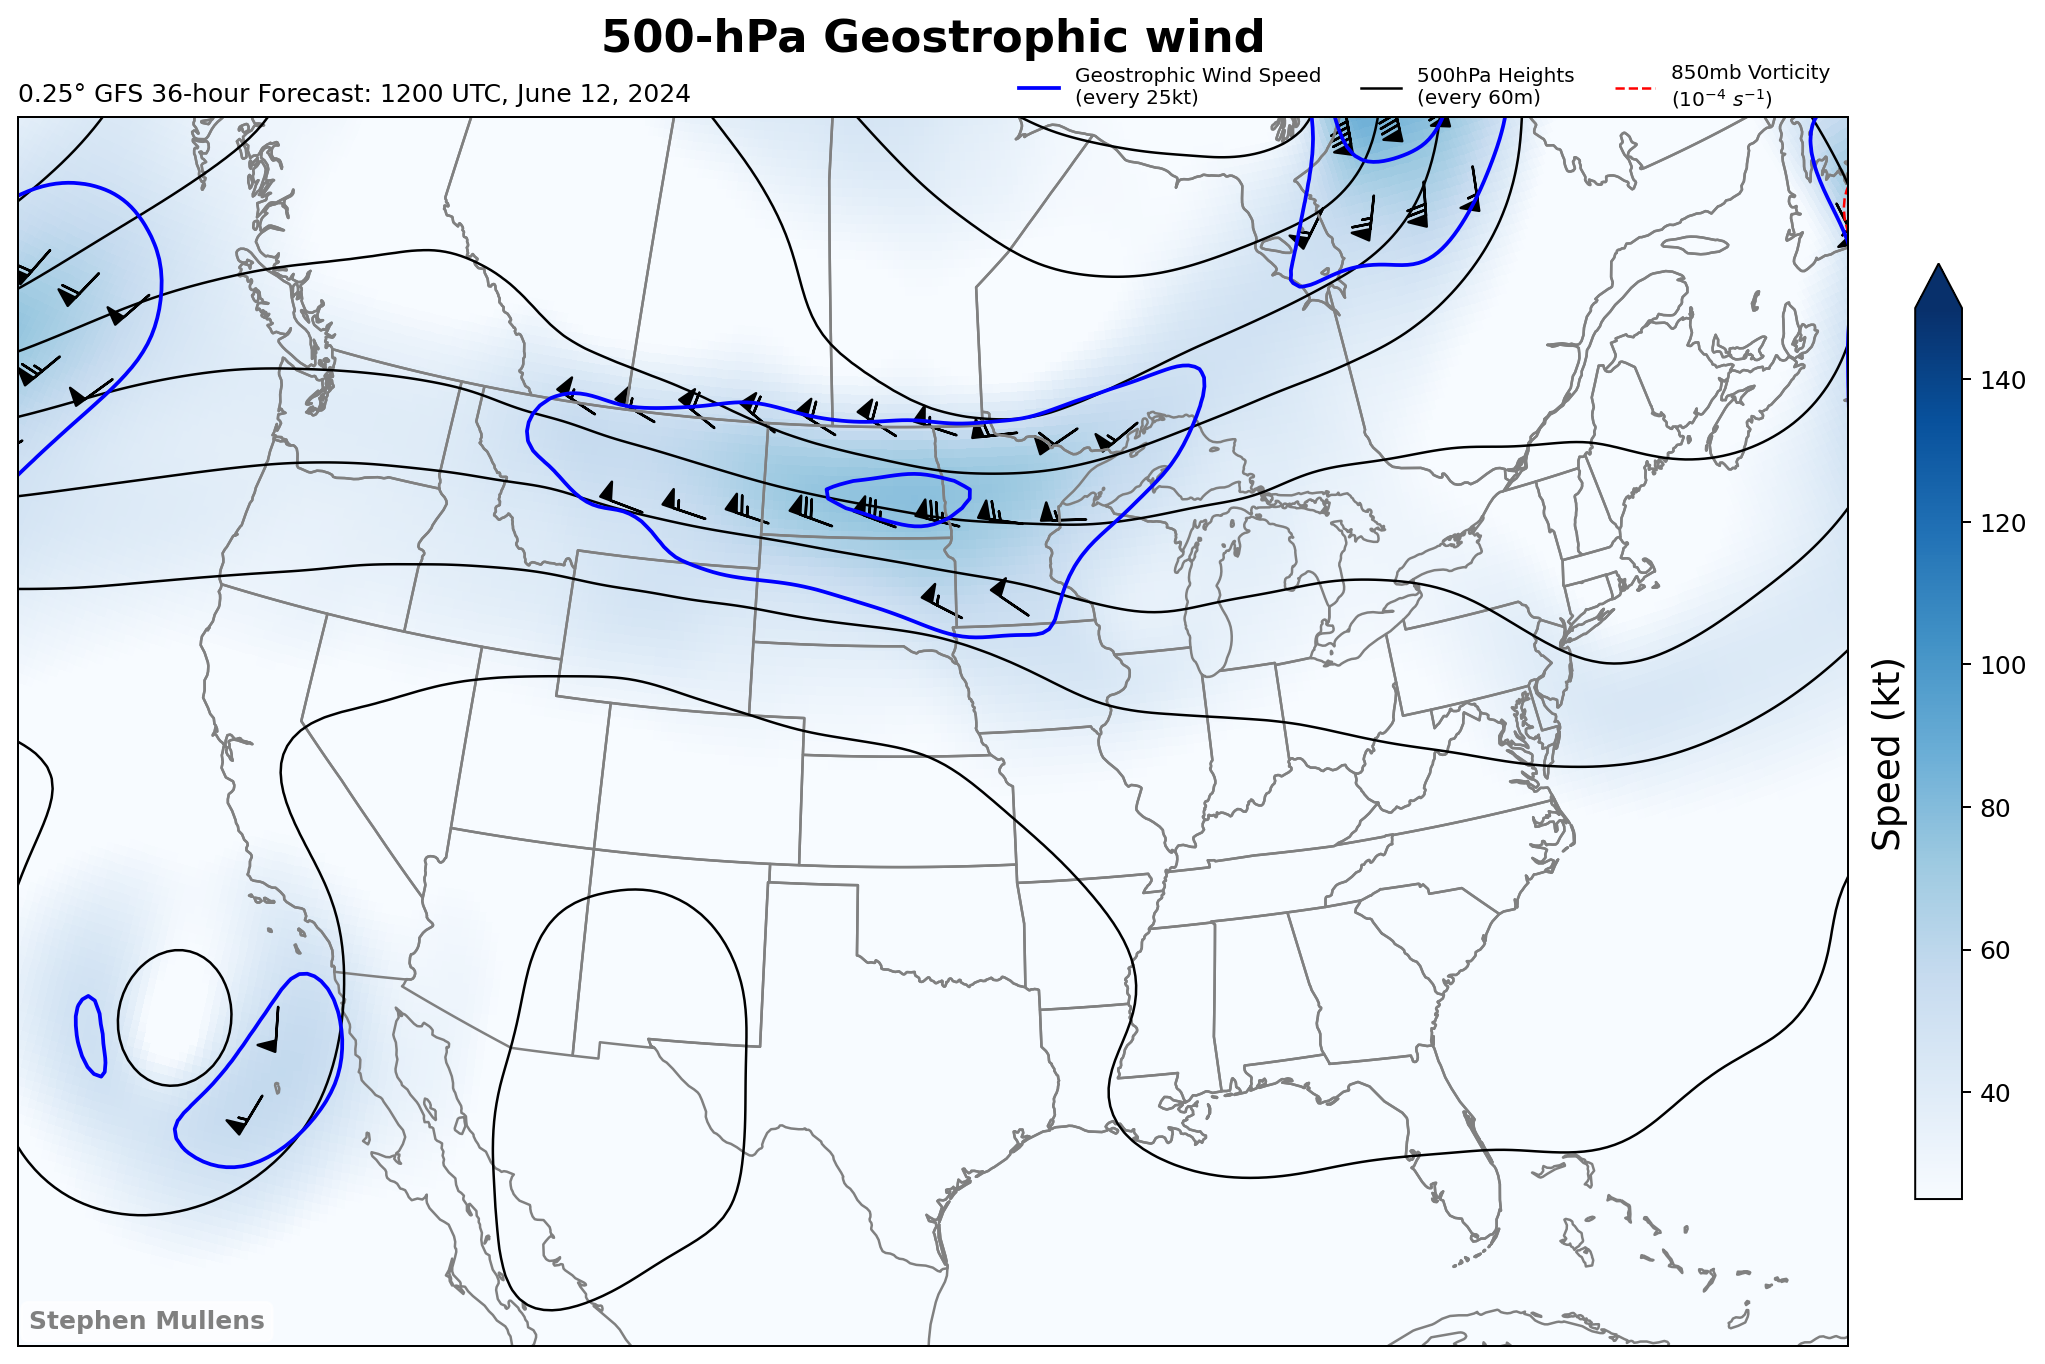 500-hPa Geostrophic wind
0.25° GFS 36-hour Forecast: 1200 UTC, June 12, 2024
Geostrophic Wind Speed
(every 25kt)
500hPa Heights
(every 60m)
850mb Vorticity
(10⁻⁴ s⁻¹)
140
120
100
80
60
40
Speed (kt)
Stephen Mullens